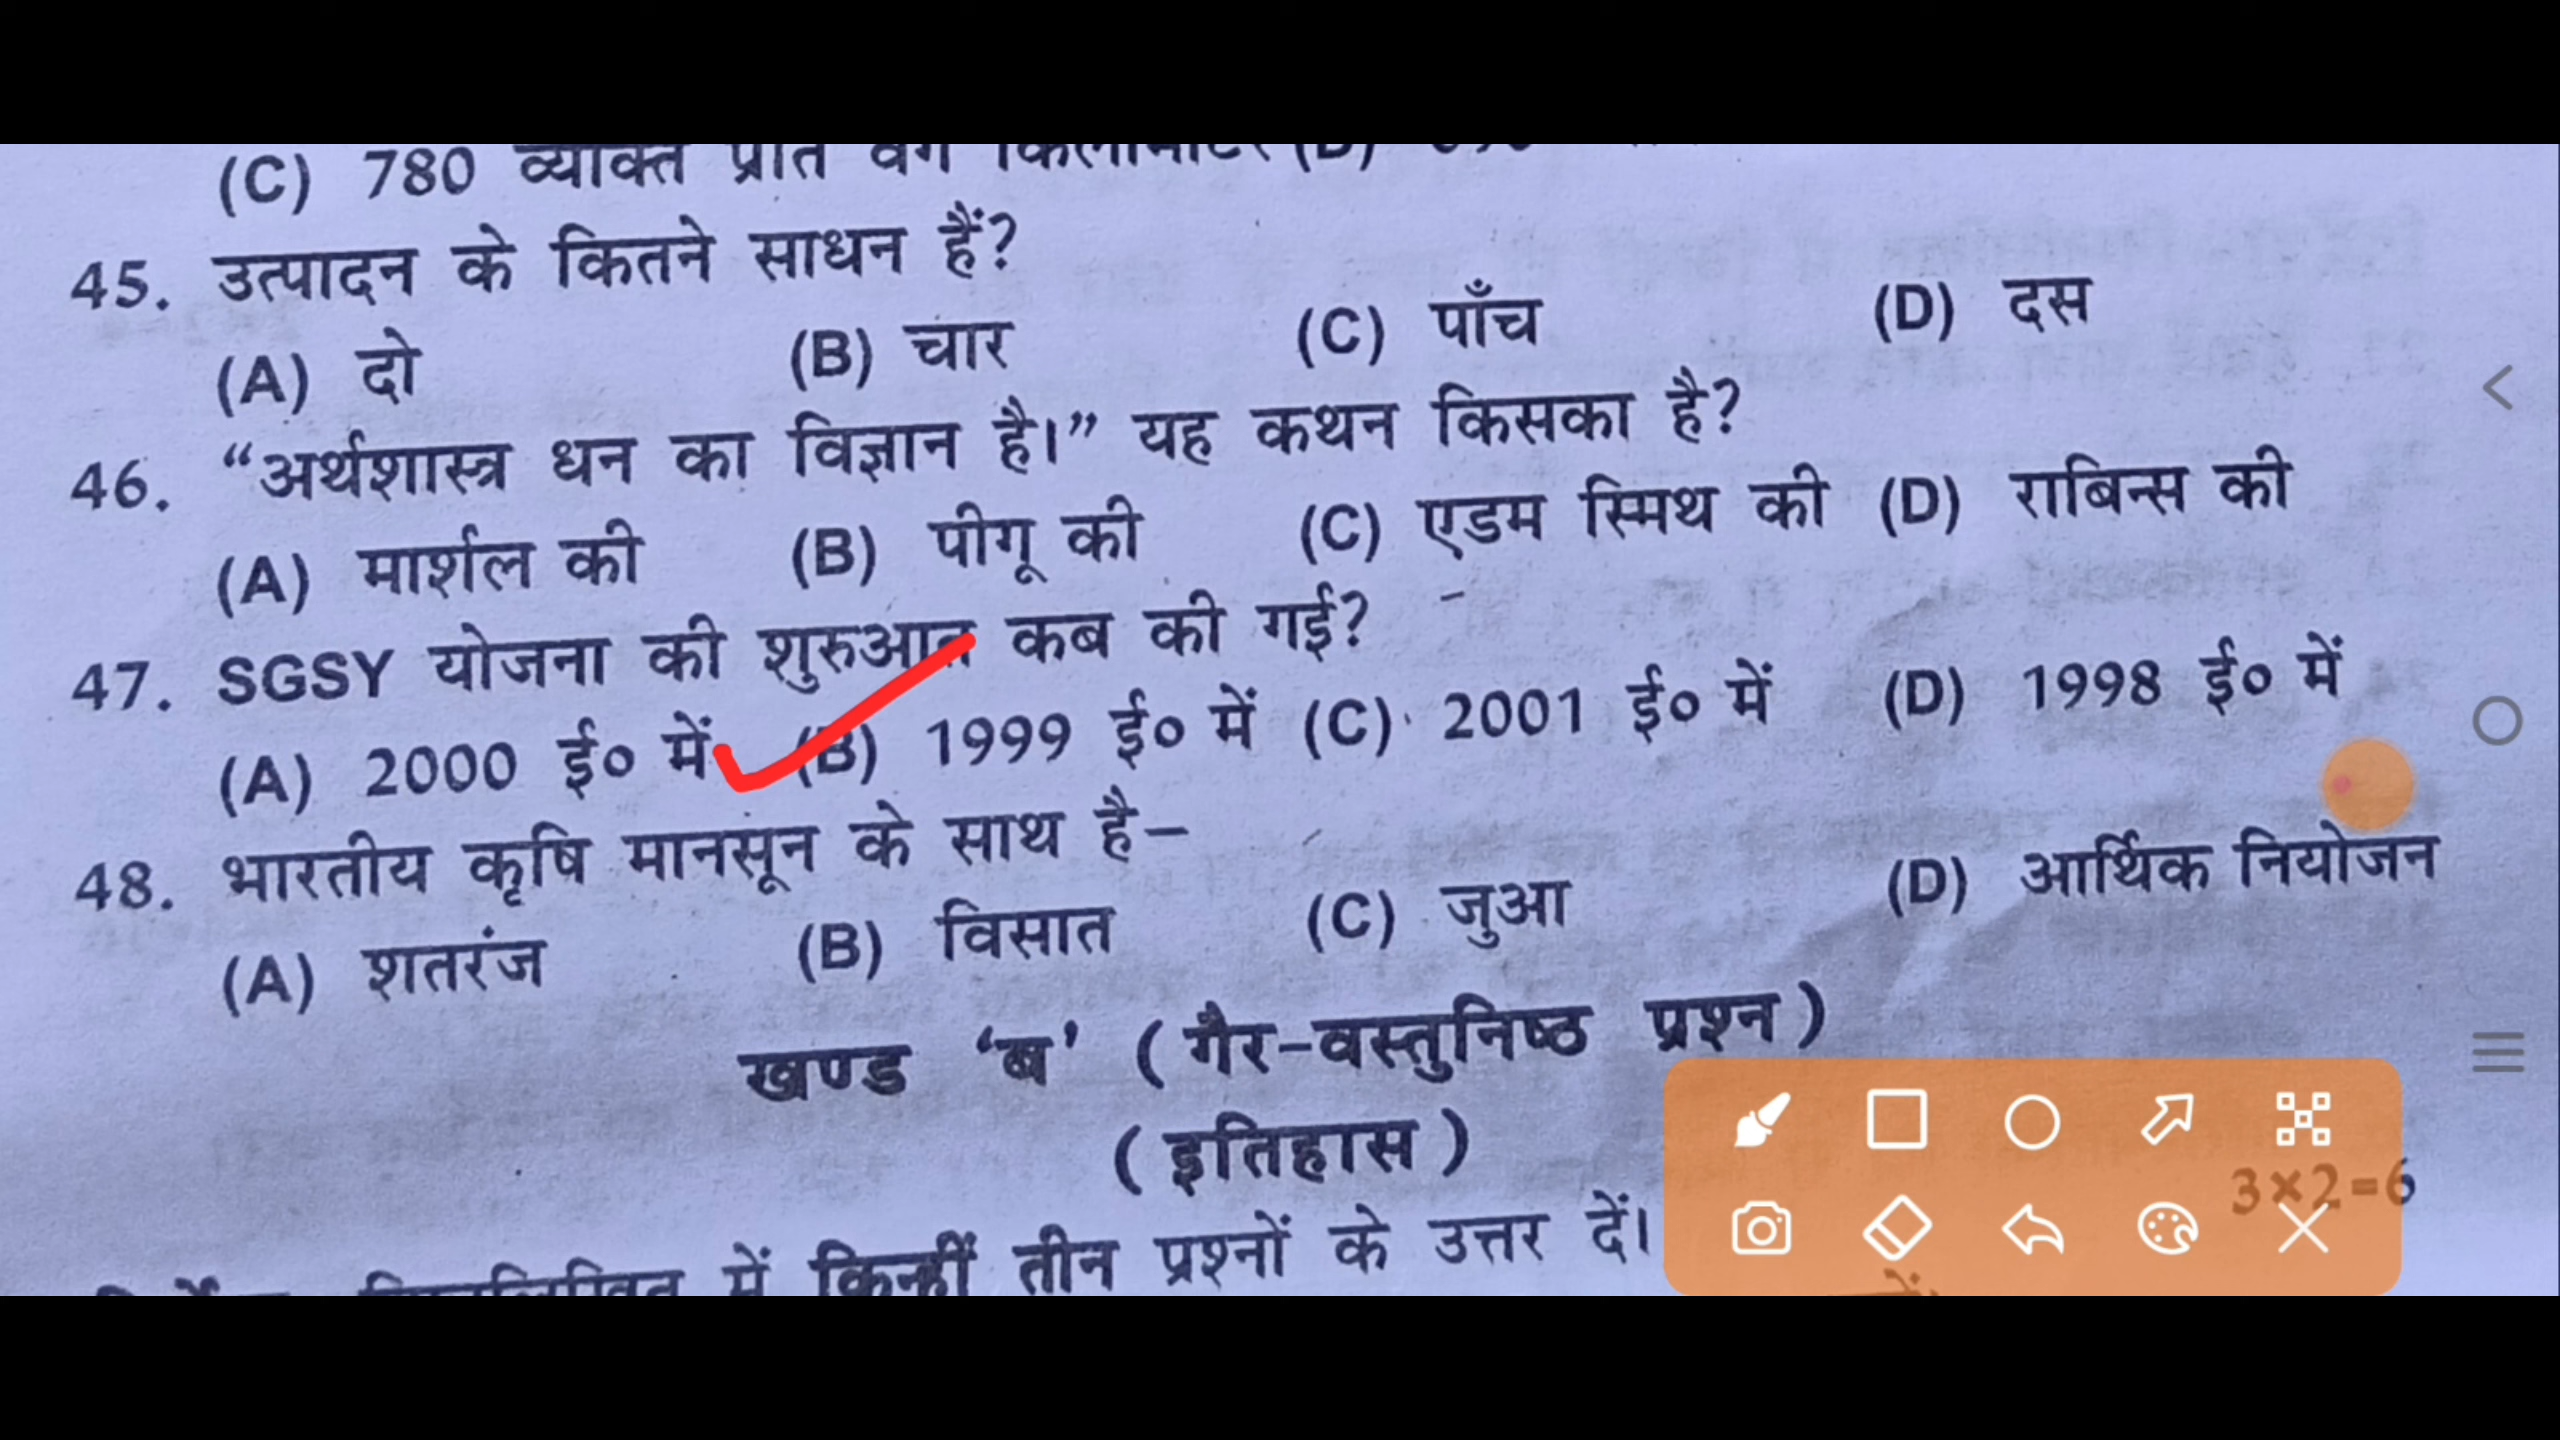 (C) 780 व्यक्ति प्रति वर्ग किलोमीटर (D)
45. उत्पादन के कितने साधन हैं?
(A) दो (B) चार (C) पाँच (D) दस
46. “अर्थशास्त्र धन का विज्ञान है।” यह कथन किसका है?
(A) मार्शल की (B) पीगू की (C) एडम स्मिथ की (D) राबिन्स की
47. SGSY योजना की शुरुआत कब की गई?
(A) 2000 ई० में (B) 1999 ई० में (C) 2001 ई० में (D) 1998 ई० में
48. भारतीय कृषि मानसून के साथ है–
(A) शतरंज (B) विसात (C) जुआ (D) आर्थिक नियोजन
खण्ड ‘ब’ (गैर-वस्तुनिष्ठ प्रश्न)
(इतिहास)
3×2=6
में किन्हीं तीन प्रश्नों के उत्तर दें।